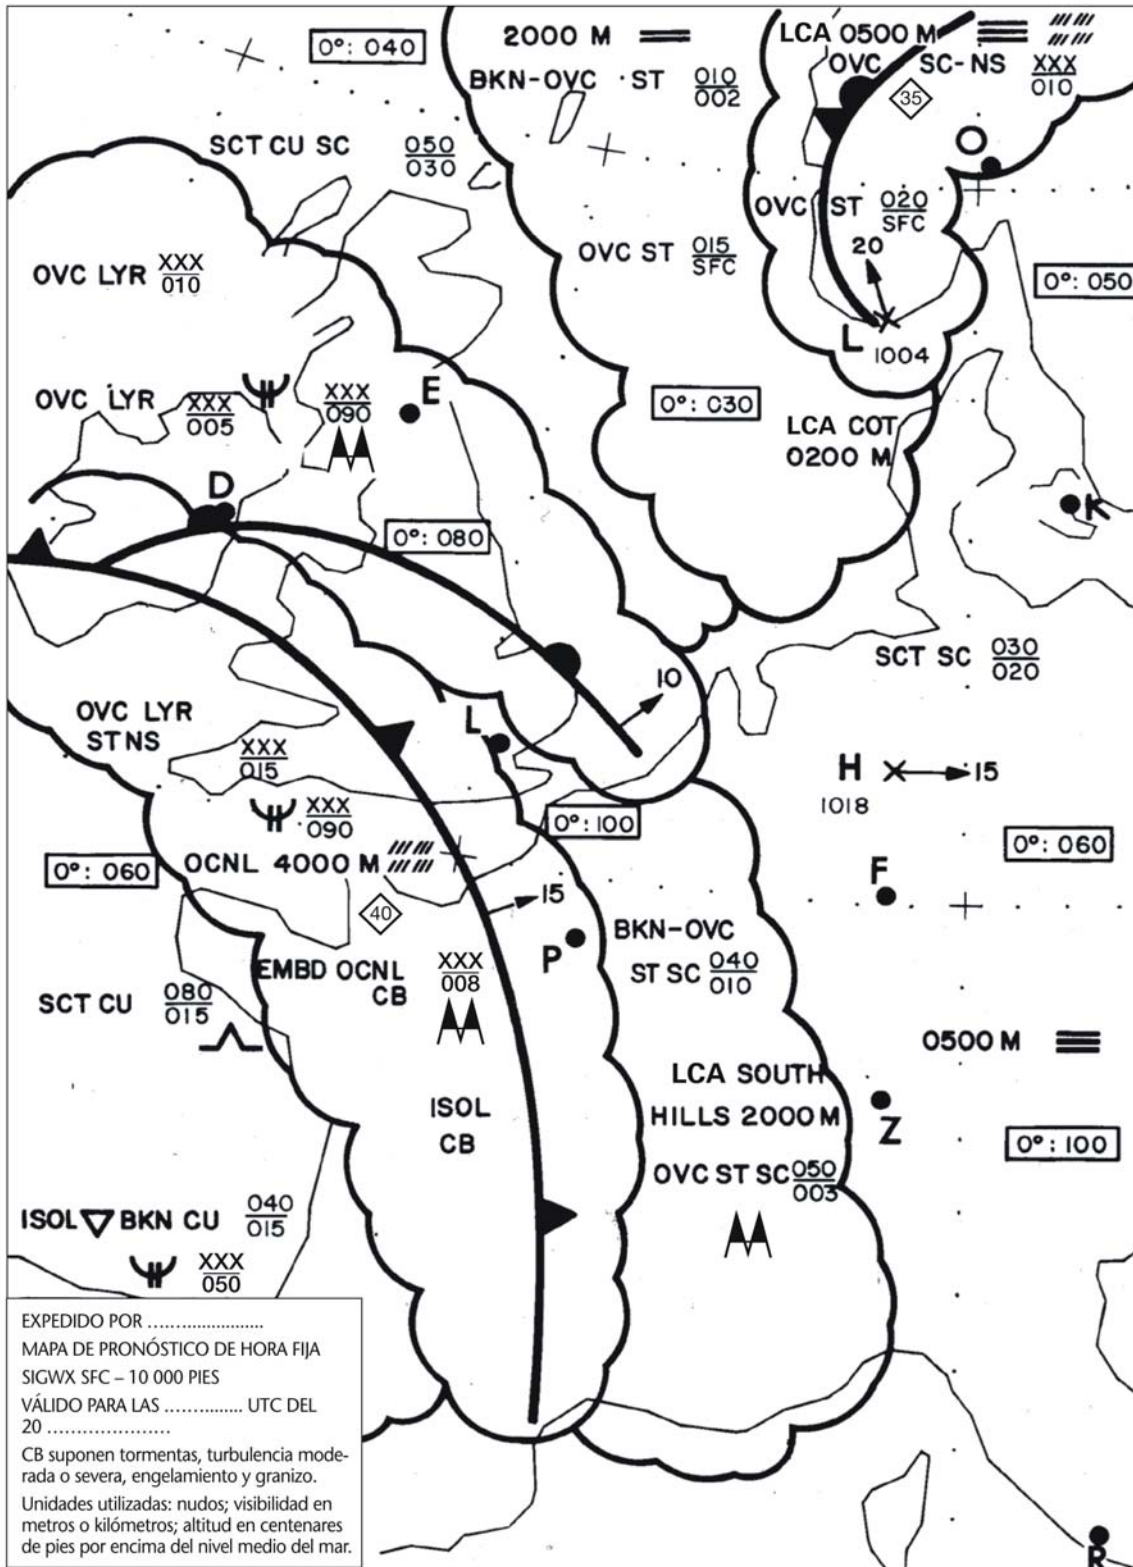 0°: 040
2000 M
BKN-OVC ST 010
002
LCA 0500 M
OVC SC-NS XXX
010
35
SCT CU SC 050
030
O
OVC ST 020
SFC
20
OVC LYR XXX
010
OVC ST 015
SFC
0°: 050
L 1004
OVC LYR XXX
005
XXX
090
E
0°: 030
LCA COT
0200 M
D
K
0°: 080
SCT SC 030
020
10
OVC LYR
ST NS
L
XXX
015
H 15
1018
XXX
090
0°: 100
0°: 060
OCNL 4000 M
0°: 060
F
40
15
P
BKN-OVC
ST SC 040
010
EMBD OCNL
CB
XXX
008
SCT CU 080
015
0500 M
LCA SOUTH
HILLS 2000 M
Z
ISOL
CB
0°: 100
OVC ST SC 050
003
ISOL BKN CU 040
015
XXX
050
EXPEDIDO POR .......................
MAPA DE PRONÓSTICO DE HORA FIJA
SIGWX SFC – 10 000 PIES
VÁLIDO PARA LAS ............... UTC DEL
20 .....................
CB suponen tormentas, turbulencia mode-
rada o severa, engelamiento y granizo.
Unidades utilizadas: nudos; visibilidad en
metros o kilómetros; altitud en centenares
de pies por encima del nivel medio del mar.
R